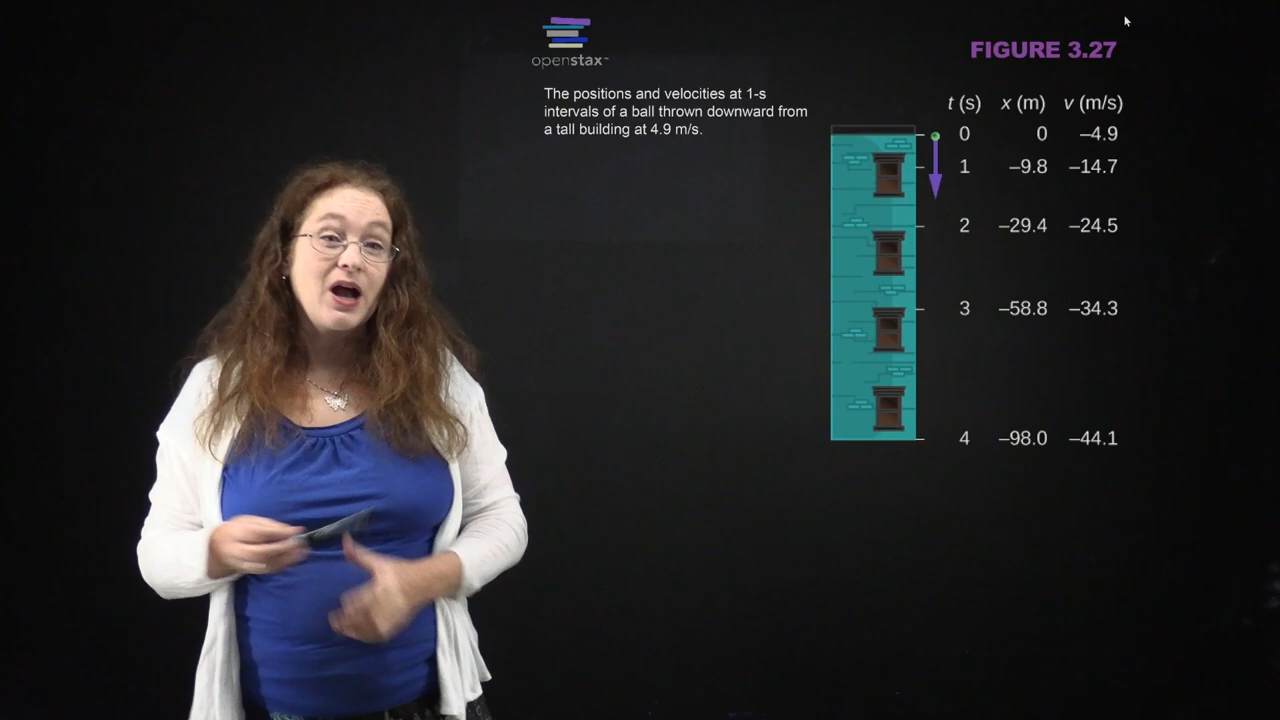 openstax™
FIGURE 3.27
The positions and velocities at 1-s
intervals of a ball thrown downward from
a tall building at 4.9 m/s.
t (s) x (m) v (m/s)
0 0 –4.9
1 –9.8 –14.7
2 –29.4 –24.5
3 –58.8 –34.3
4 –98.0 –44.1